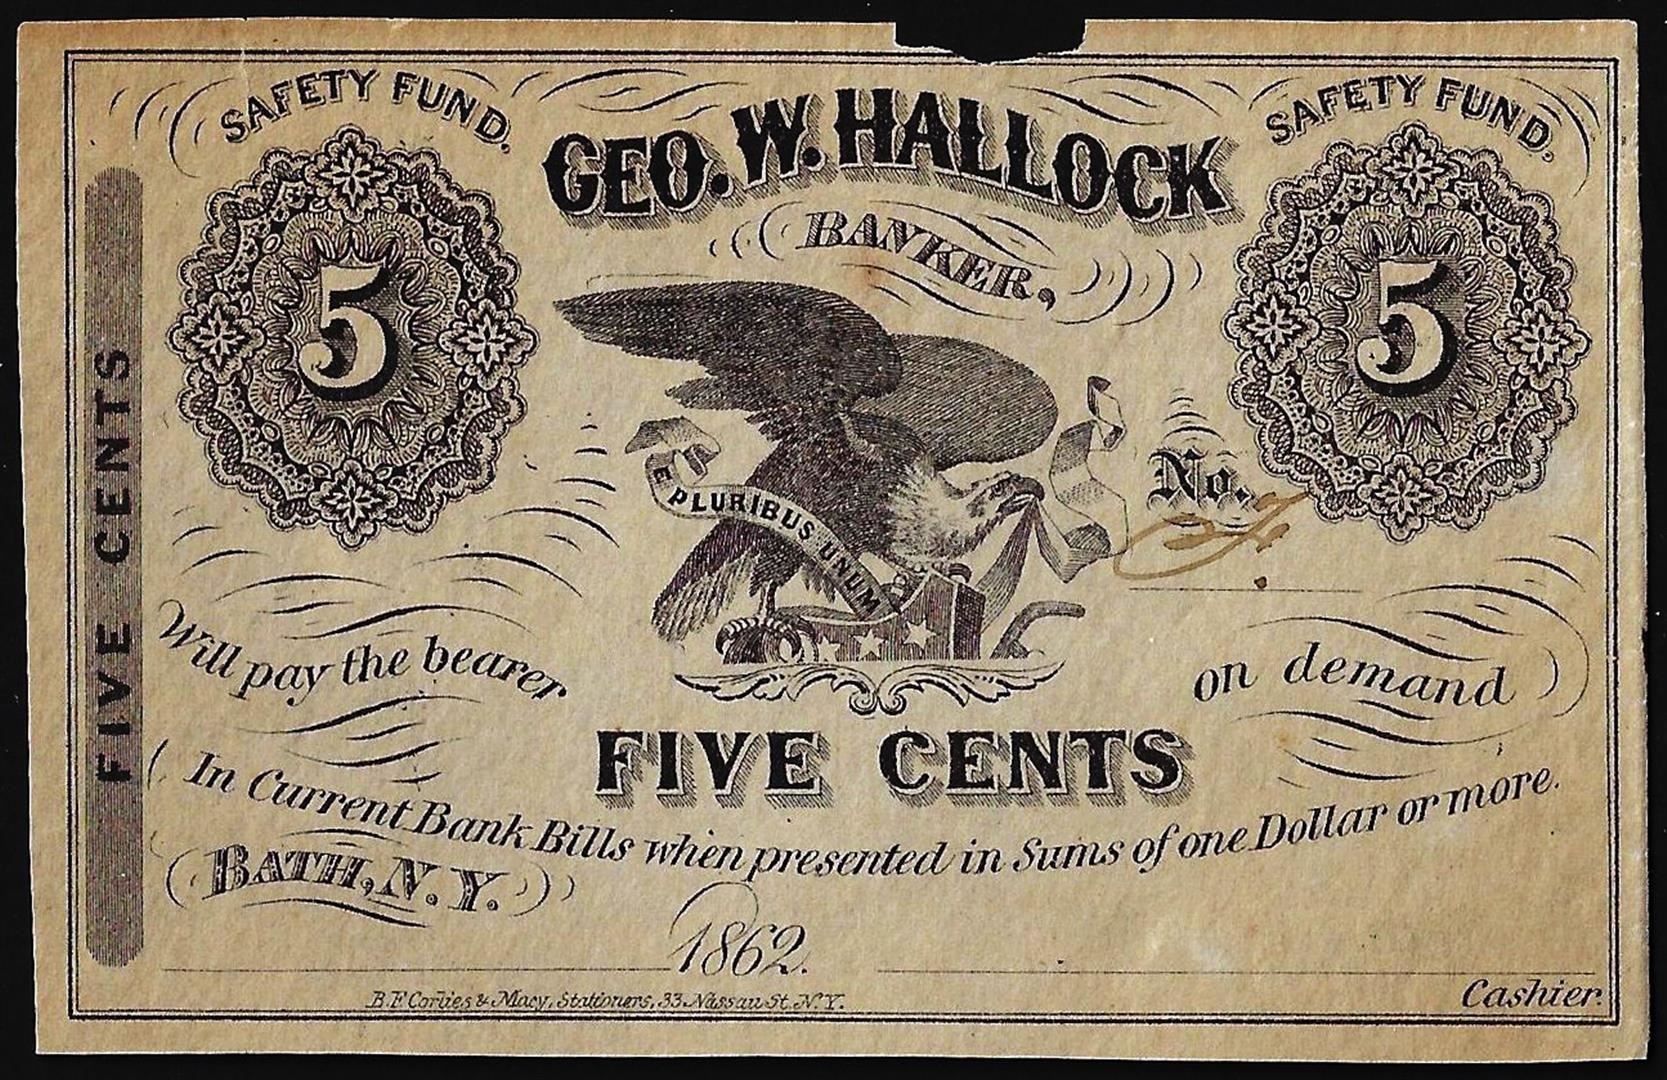 SAFETY FUND.
SAFETY FUND.
GEO. W. HALLOCK
BANKER,
5
5
E PLURIBUS UNUM
No.
FIVE CENTS
Will pay the bearer
on demand
FIVE CENTS
In Current Bank Bills when presented in Sums of one Dollar or more.
BATH, N. Y.
1862.
B.F. Corlies & Macy, Stationers, 33 Nassau St. N.Y.
Cashier.